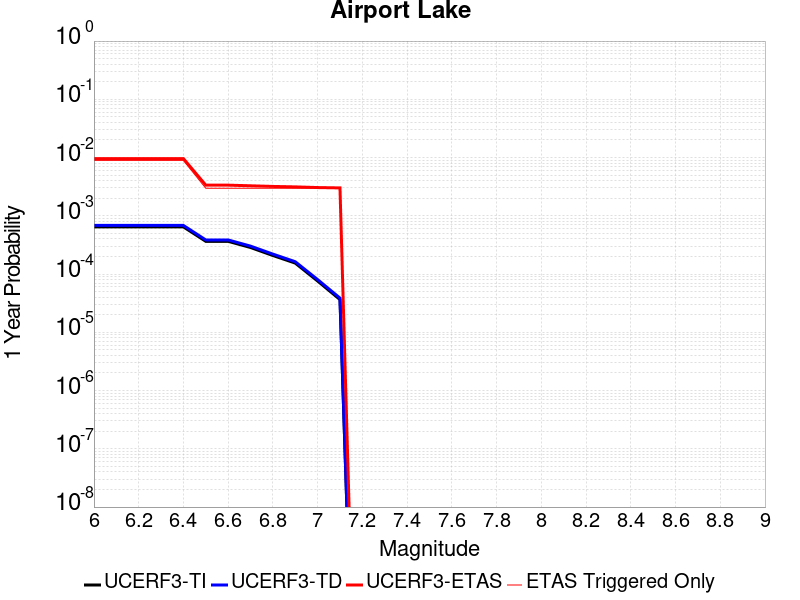 Airport Lake
10^0
10^-1
10^-2
10^-3
10^-4
10^-5
10^-6
10^-7
10^-8
1 Year Probability
6 6.2 6.4 6.6 6.8 7 7.2 7.4 7.6 7.8 8 8.2 8.4 8.6 8.8 9
Magnitude
UCERF3-TI UCERF3-TD UCERF3-ETAS ETAS Triggered Only